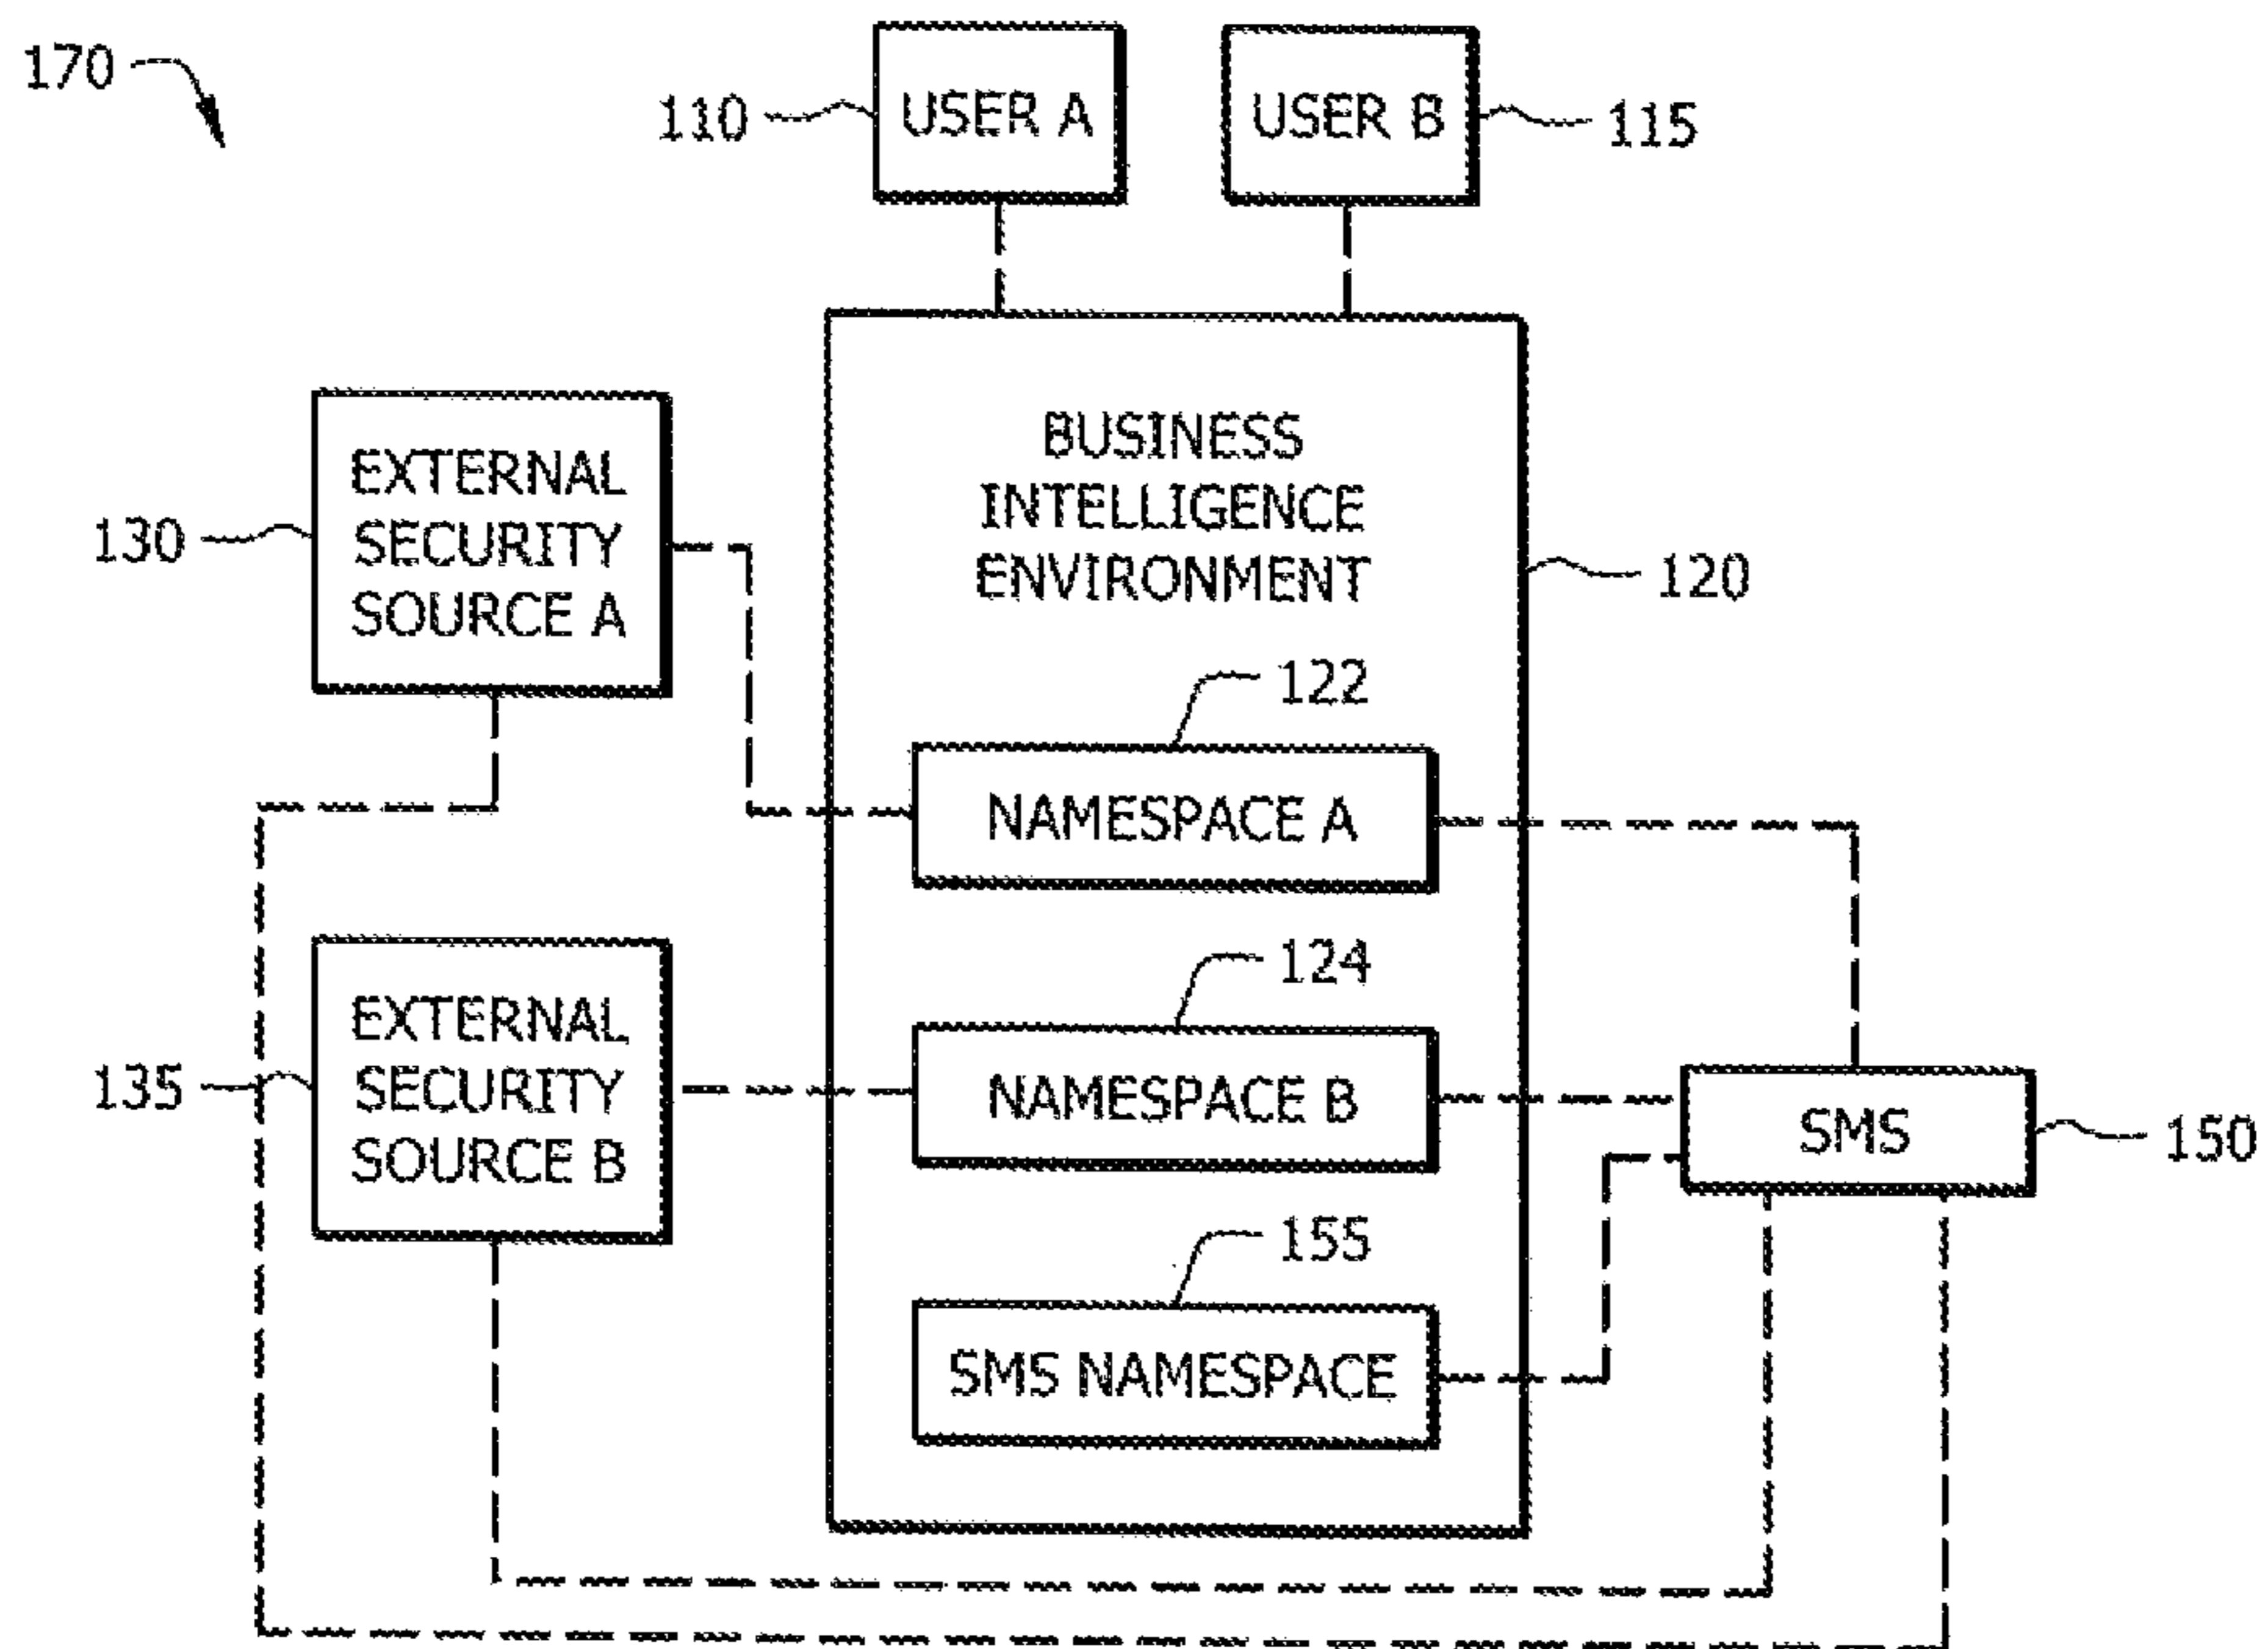 170
110
USER A
USER B
115
BUSINESS
INTELLIGENCE
ENVIRONMENT
120
EXTERNAL
SECURITY
SOURCE A
130
122
NAMESPACE A
124
NAMESPACE B
EXTERNAL
SECURITY
SOURCE B
135
SMS
150
155
SMS NAMESPACE